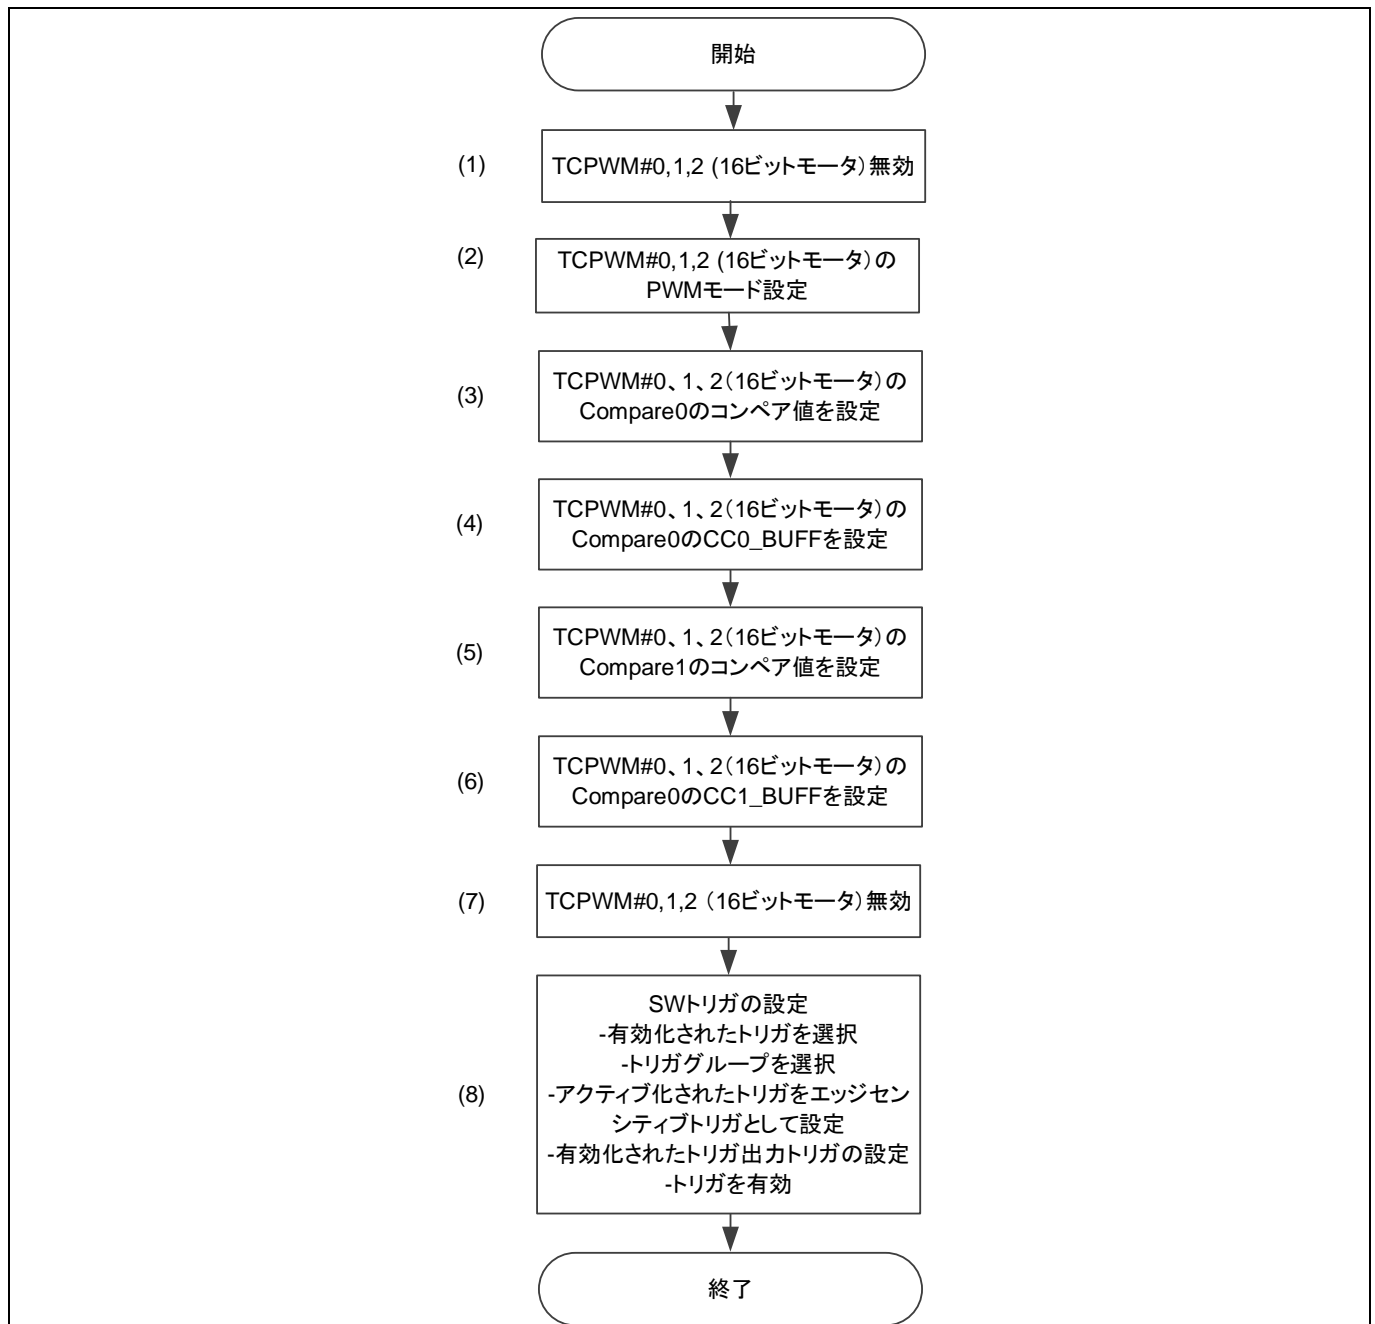 開始
(1)
TCPWM#0,1,2 (16ビットモータ)無効
(2)
TCPWM#0,1,2 (16ビットモータ)の
PWMモード設定
(3)
TCPWM#0、1、2(16ビットモータ)の
Compare0のコンペア値を設定
(4)
TCPWM#0、1、2(16ビットモータ)の
Compare0のCC0_BUFFを設定
(5)
TCPWM#0、1、2(16ビットモータ)の
Compare1のコンペア値を設定
(6)
TCPWM#0、1、2(16ビットモータ)の
Compare0のCC1_BUFFを設定
(7)
TCPWM#0,1,2 (16ビットモータ)無効
(8)
SWトリガの設定
-有効化されたトリガを選択
-トリガグループを選択
-アクティブ化されたトリガをエッジセン
シティブトリガとして設定
-有効化されたトリガ出力トリガの設定
-トリガを有効
終了